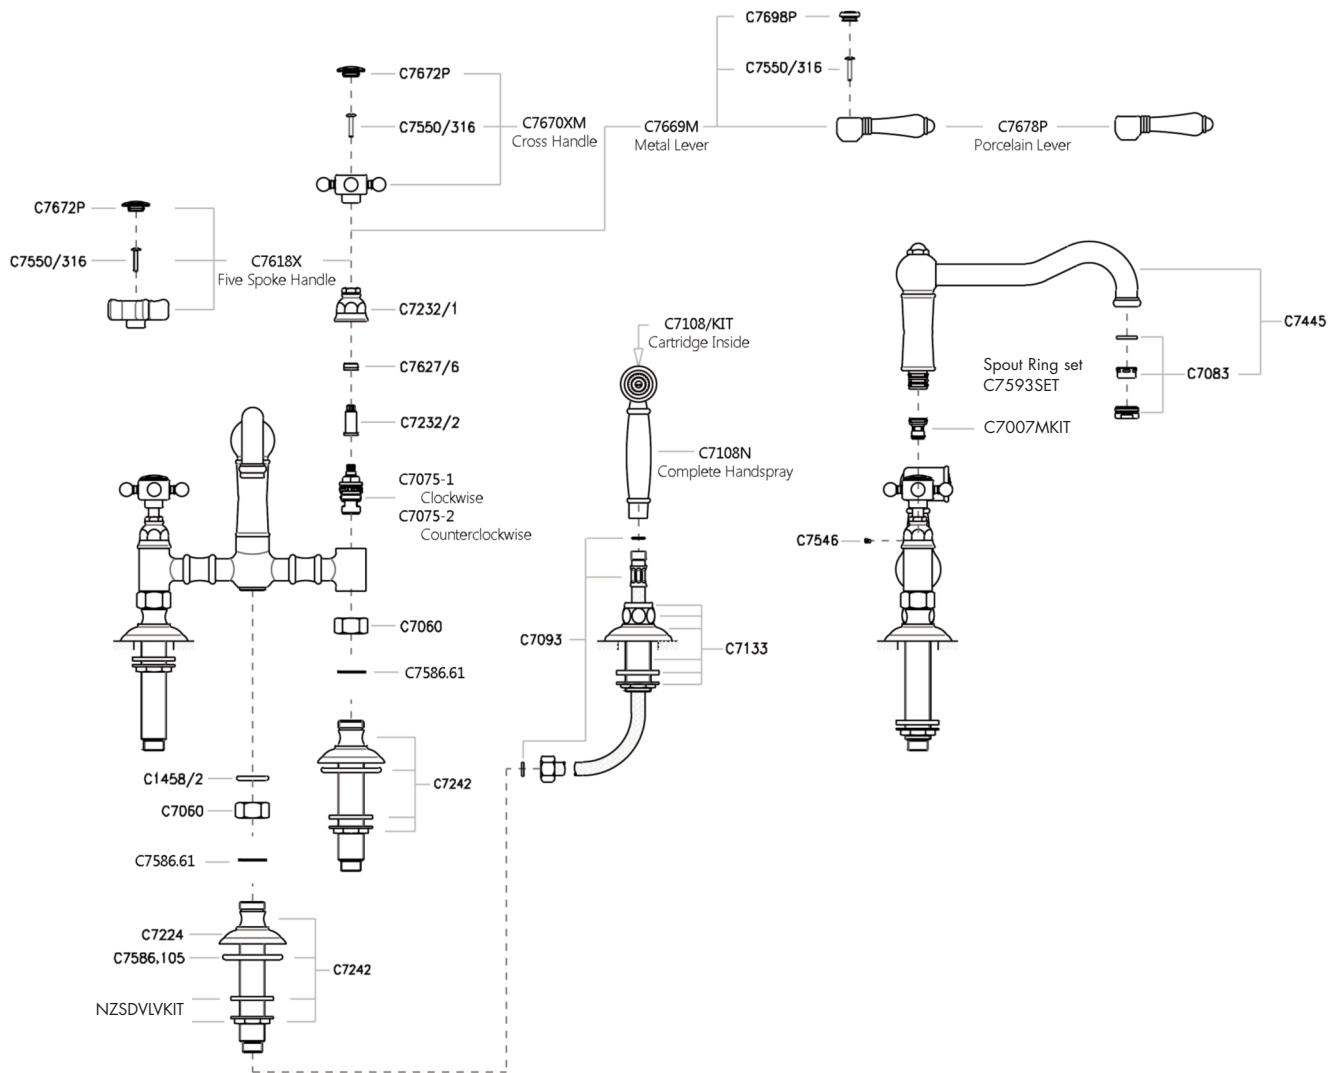 C7698P
C7672P
C7550/316
C7550/316
C7670XM
Cross Handle
C7669M
Metal Lever
C7678P
Porcelain Lever
C7672P
C7550/316
C7618X
Five Spoke Handle
C7232/1
C7108/KIT
Cartridge Inside
C7445
C7627/6
Spout Ring set
C7593SET
C7083
C7232/2
C7007MKIT
C7108N
Complete Handspray
C7075-1
Clockwise
C7075-2
Counterclockwise
C7546
C7060
C7093
C7133
C7586.61
C1458/2
C7060
C7242
C7586.61
C7224
C7586,105
C7242
NZSDVLVKIT